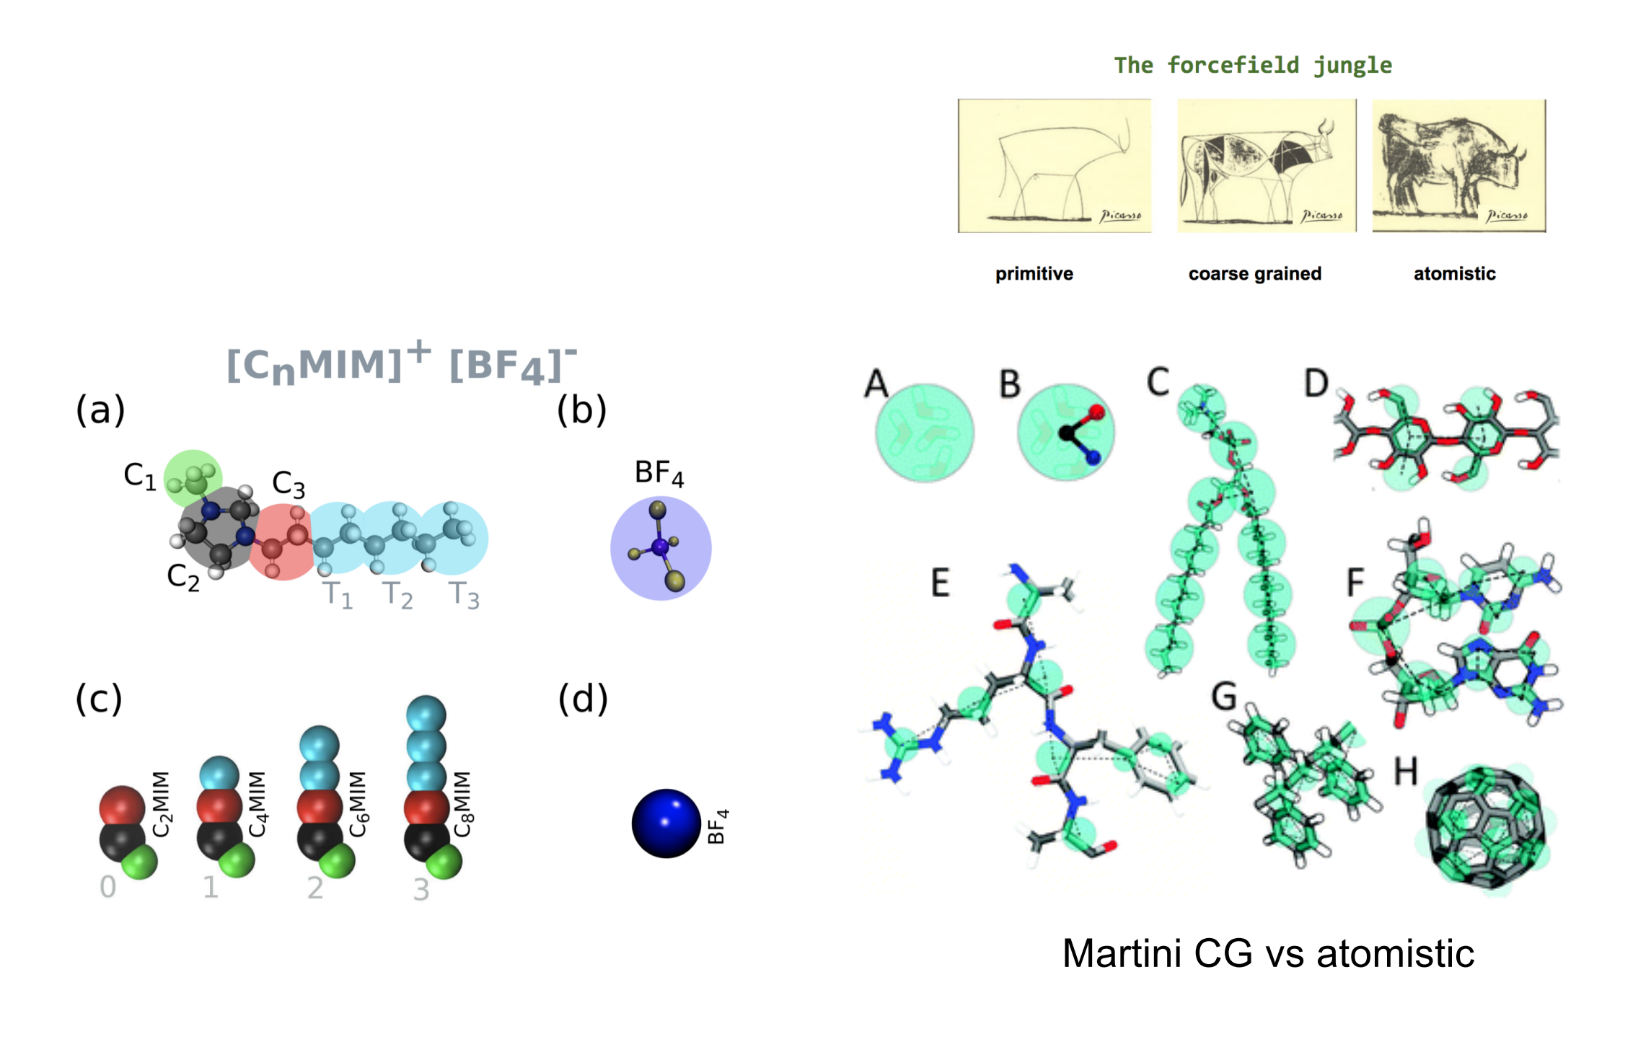 The forcefield jungle
Picasso
Picasso
Picasso
primitive
coarse grained
atomistic
[CnMIM]+ [BF4]-
(a)
(b)
C1
C3
C2
T1
T2
T3
BF4
(c)
(d)
C2MIM
C4MIM
C6MIM
C8MIM
BF4
0
1
2
3
A
B
C
D
E
F
G
H
Martini CG vs atomistic